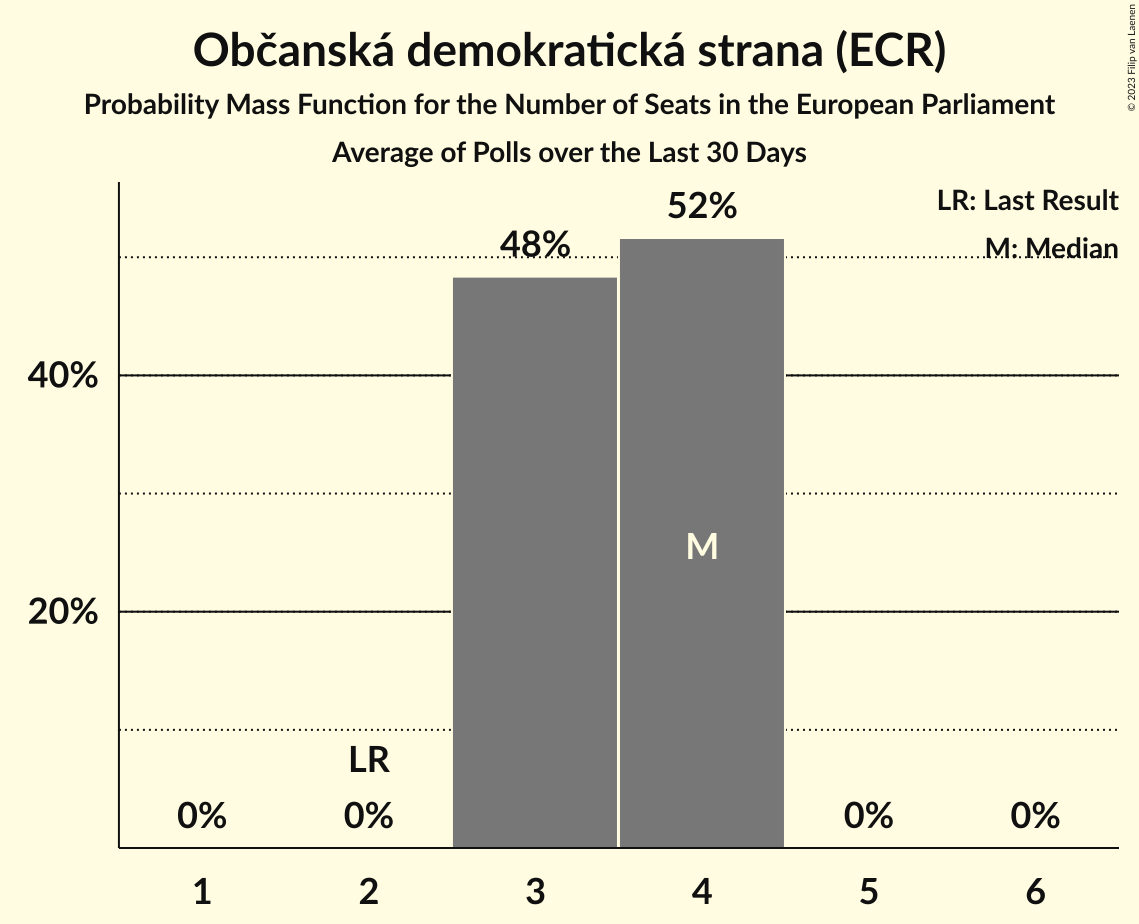 Občanská demokratická strana (ECR)
Probability Mass Function for the Number of Seats in the European Parliament
Average of Polls over the Last 30 Days
© 2023 Filip van Laenen
LR: Last Result
M: Median
52%
48%
40%
20%
M
LR
0%
0%
0%
0%
1
2
3
4
5
6